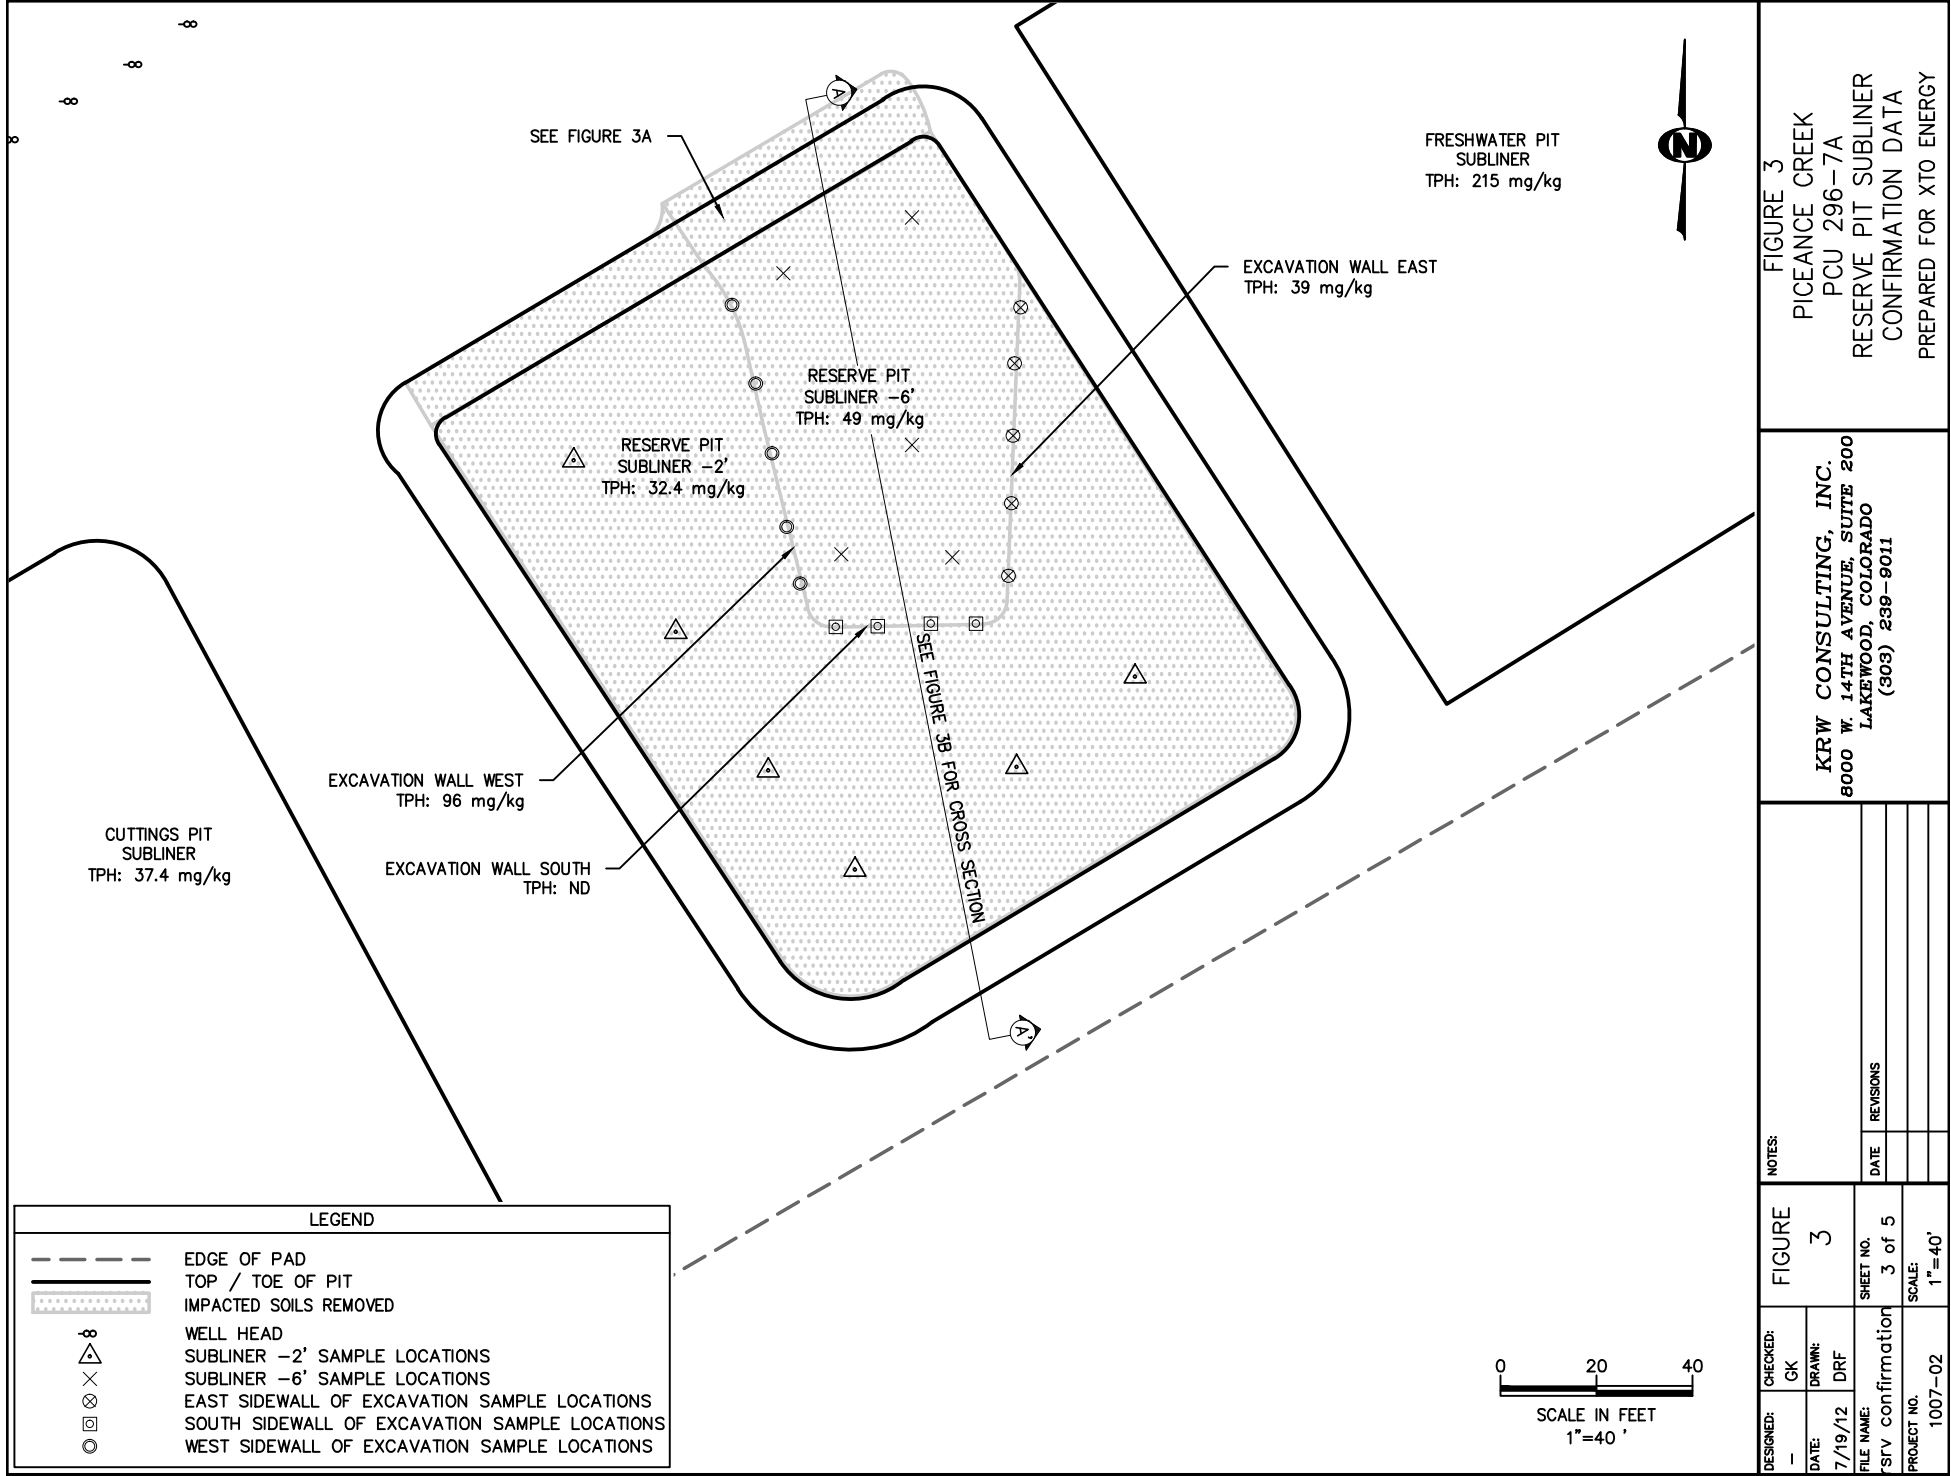 SEE FIGURE 3A
A
FRESHWATER PIT
SUBLINER
TPH: 215 mg/kg
N
EXCAVATION WALL EAST
TPH: 39 mg/kg
RESERVE PIT
SUBLINER -6'
TPH: 49 mg/kg
RESERVE PIT
SUBLINER -2'
TPH: 32.4 mg/kg
SEE FIGURE 3B FOR CROSS SECTION
EXCAVATION WALL WEST
TPH: 96 mg/kg
EXCAVATION WALL SOUTH
TPH: ND
CUTTINGS PIT
SUBLINER
TPH: 37.4 mg/kg
A'
LEGEND
EDGE OF PAD
TOP / TOE OF PIT
IMPACTED SOILS REMOVED
WELL HEAD
SUBLINER -2' SAMPLE LOCATIONS
SUBLINER -6' SAMPLE LOCATIONS
EAST SIDEWALL OF EXCAVATION SAMPLE LOCATIONS
SOUTH SIDEWALL OF EXCAVATION SAMPLE LOCATIONS
WEST SIDEWALL OF EXCAVATION SAMPLE LOCATIONS
0 20 40
SCALE IN FEET
1"=40 '
FIGURE 3
PICEANCE CREEK
PCU 296-7A
RESERVE PIT SUBLINER
CONFIRMATION DATA
PREPARED FOR XTO ENERGY
KRW CONSULTING, INC.
8000 W. 14TH AVENUE, SUITE 200
LAKEWOOD, COLORADO
(303) 239-9011
NOTES:
DATE REVISIONS
FIGURE
3
SHEET NO.
3 of 5
SCALE:
1"=40'
DESIGNED:
-
CHECKED:
GK
DATE:
7/19/12
DRAWN:
DRF
FILE NAME:
rsrv confirmation
PROJECT NO.
1007-02